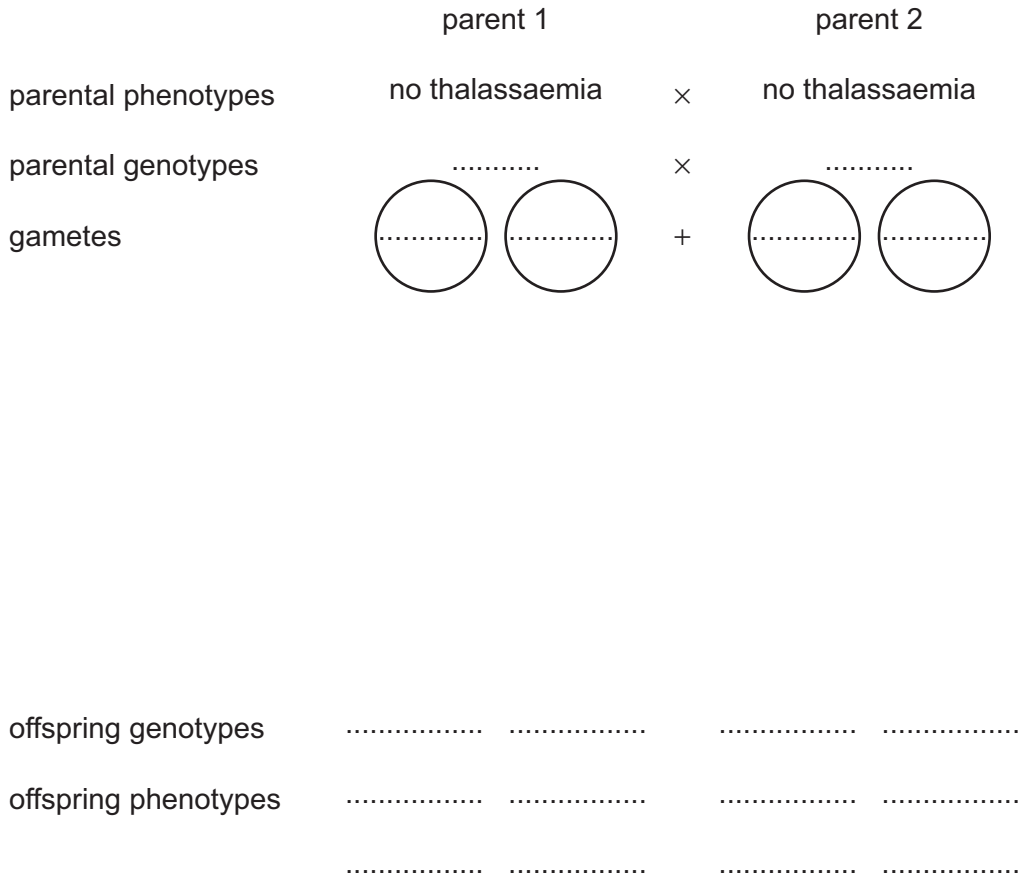 parent 1 parent 2
parental phenotypes no thalassaemia × no thalassaemia
parental genotypes ........... × ...........
gametes ............. ............. + ............. .............
offspring genotypes ................. ................. ................. .................
offspring phenotypes ................. ................. ................. .................
................. ................. ................. .................